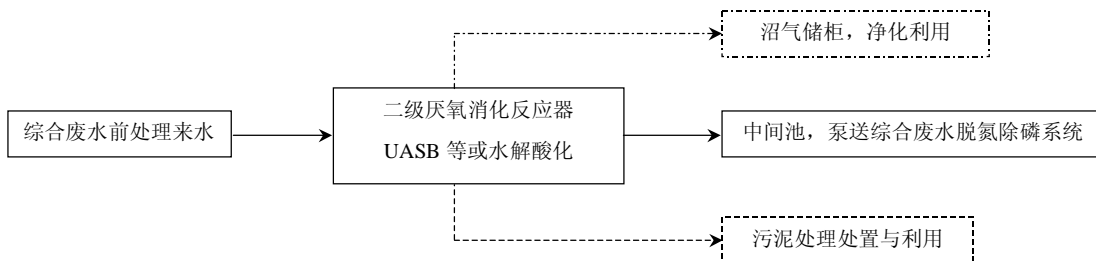 沼气储柜，净化利用
综合废水前处理来水
二级厌氧消化反应器
UASB 等或水解酸化
中间池，泵送综合废水脱氮除磷系统
污泥处理处置与利用